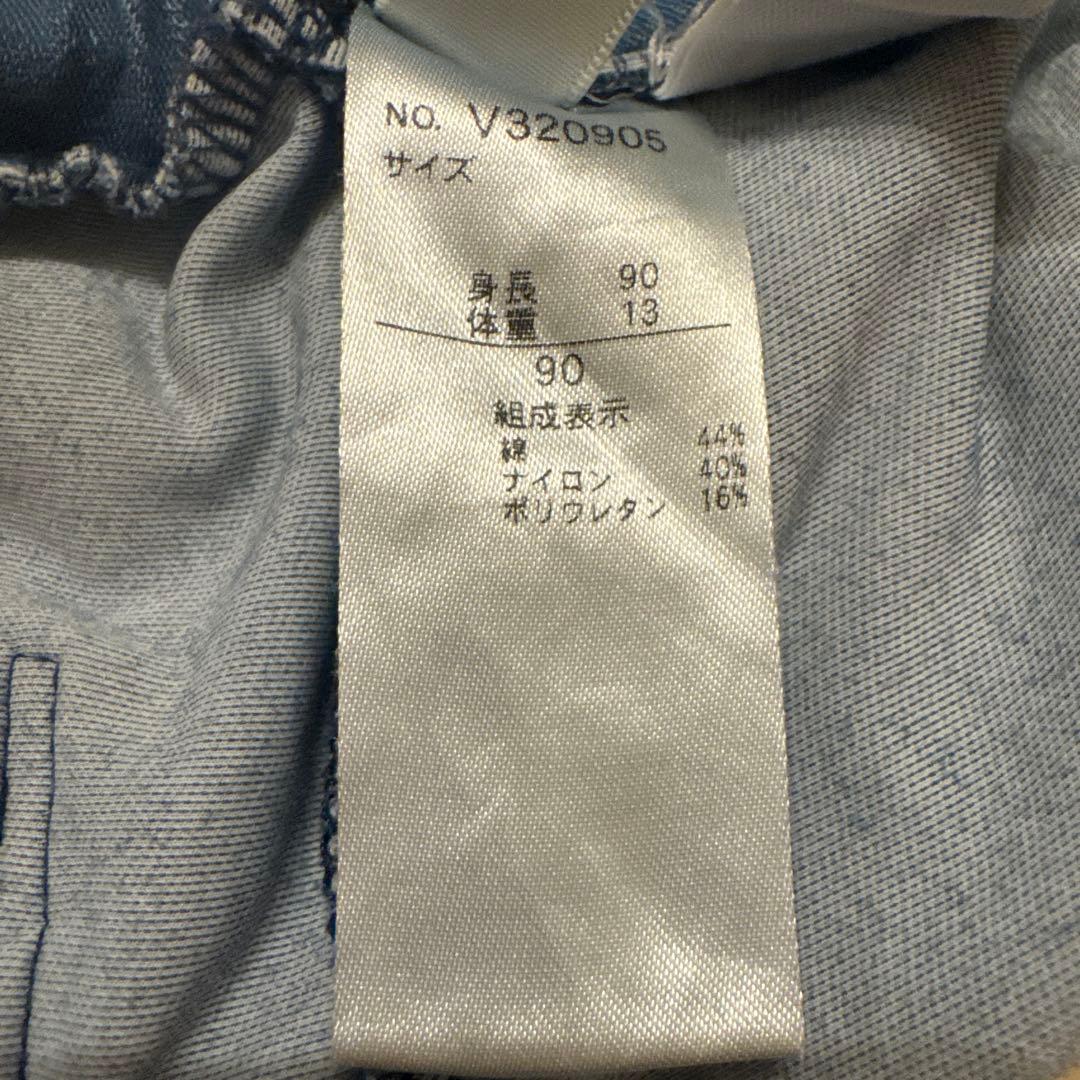 NO. V320905
サイズ
身長 90
体重 13
90
組成表示
綿 44%
ナイロン 40%
ポリウレタン 16%